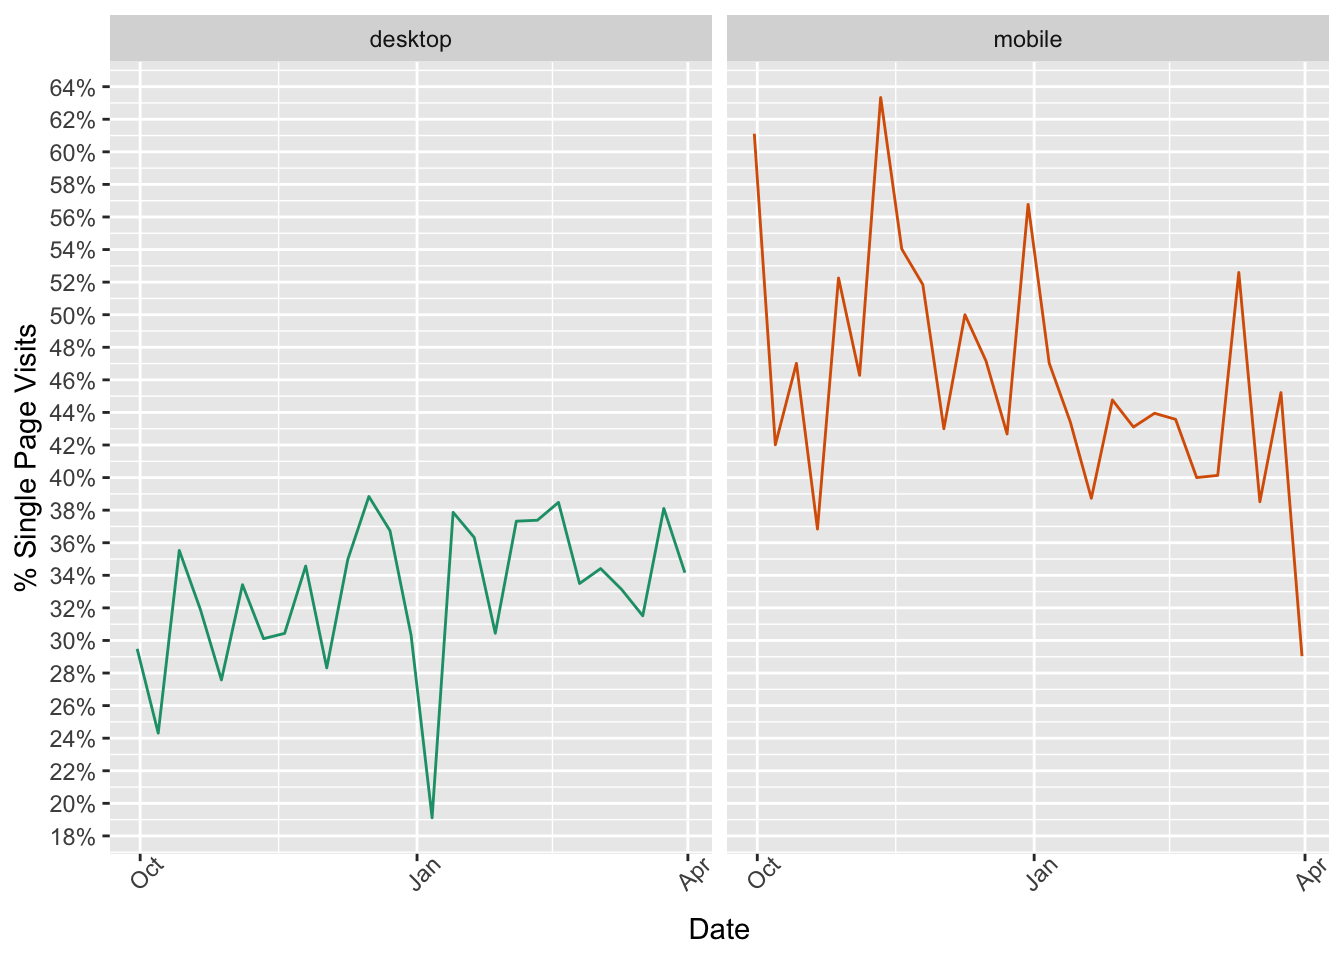 desktop
mobile
% Single Page Visits
64%
62%
60%
58%
56%
54%
52%
50%
48%
46%
44%
42%
40%
38%
36%
34%
32%
30%
28%
26%
24%
22%
20%
18%
Oct
Jan
Apr
Oct
Jan
Apr
Date